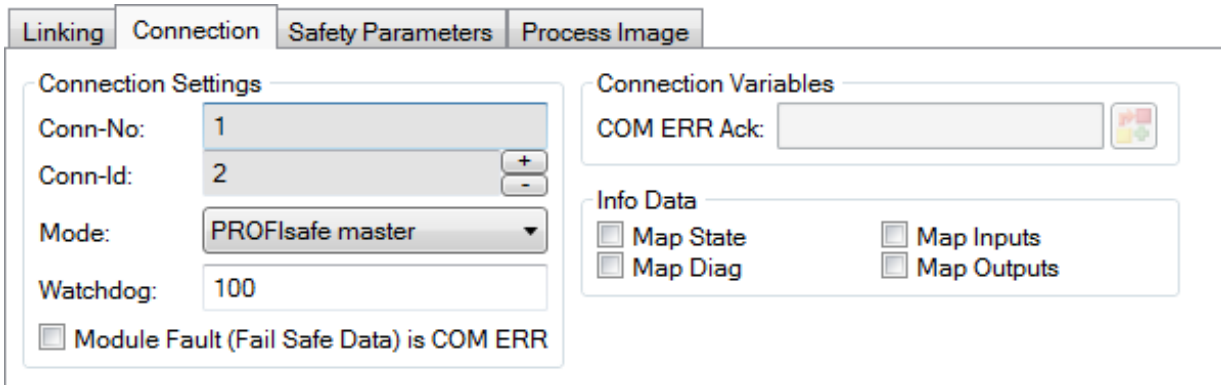 Linking Connection Safety Parameters Process Image
Connection Settings
Conn-No: 1
Conn-Id: 2 + -
Mode: PROFIsafe master
Watchdog: 100
Module Fault (Fail Safe Data) is COM ERR
Connection Variables
COM ERR Ack:
Info Data
Map State Map Inputs
Map Diag Map Outputs